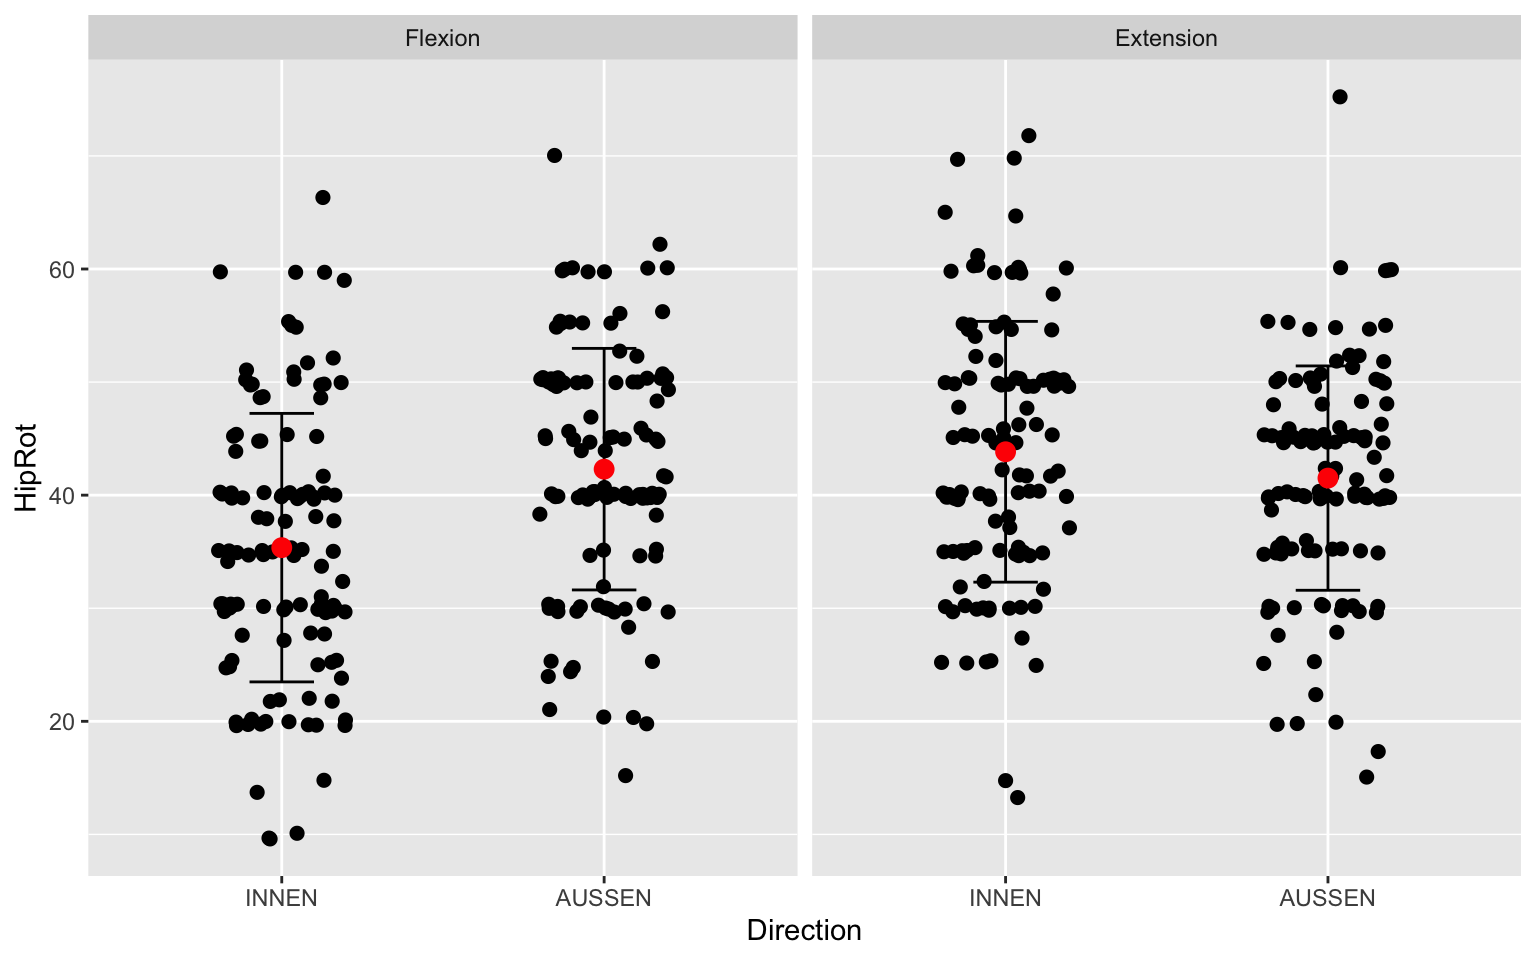 Flexion
Extension
HipRot
60
40
20
INNEN
AUSSEN
INNEN
AUSSEN
Direction